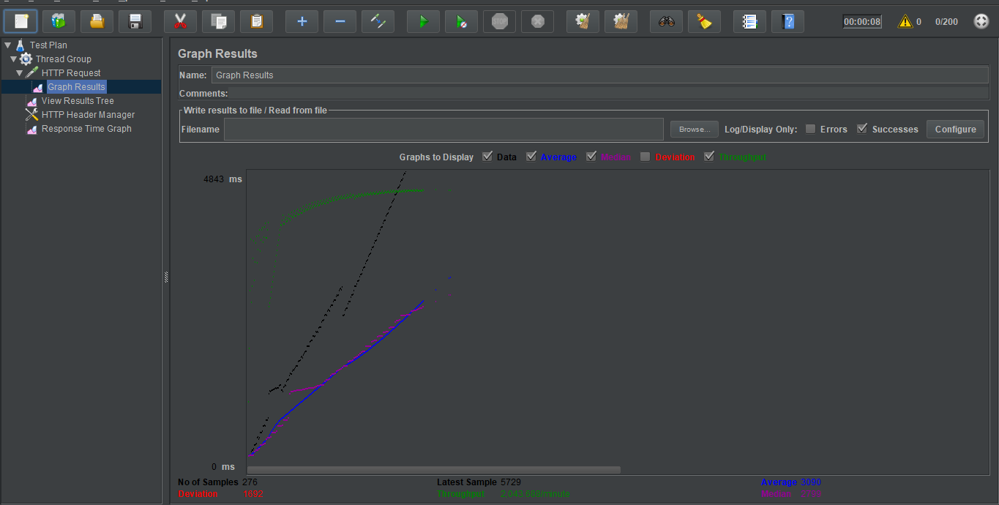 STOP
00:00:08
0
0/200
Test Plan
Thread Group
HTTP Request
Graph Results
View Results Tree
HTTP Header Manager
Response Time Graph
Graph Results
Name: Graph Results
Comments:
Write results to file / Read from file
Filename
Browse...
Log/Display Only: Errors Successes
Configure
Graphs to Display Data Average Median Deviation Throughput
4843 ms
0 ms
No of Samples 276
Latest Sample 5729
Average 3090
Deviation 1692
Throughput 2,043.668/minute
Median